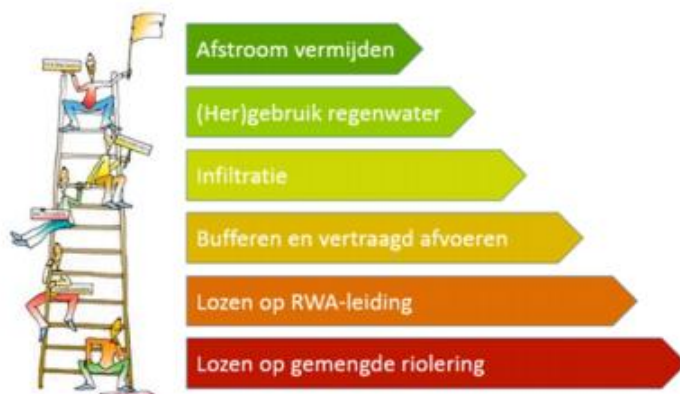 Afstroom vermijden
(Her)gebruik regenwater
Infiltratie
Bufferen en vertraagd afvoeren
Lozen op RWA-leiding
Lozen op gemengde riolering